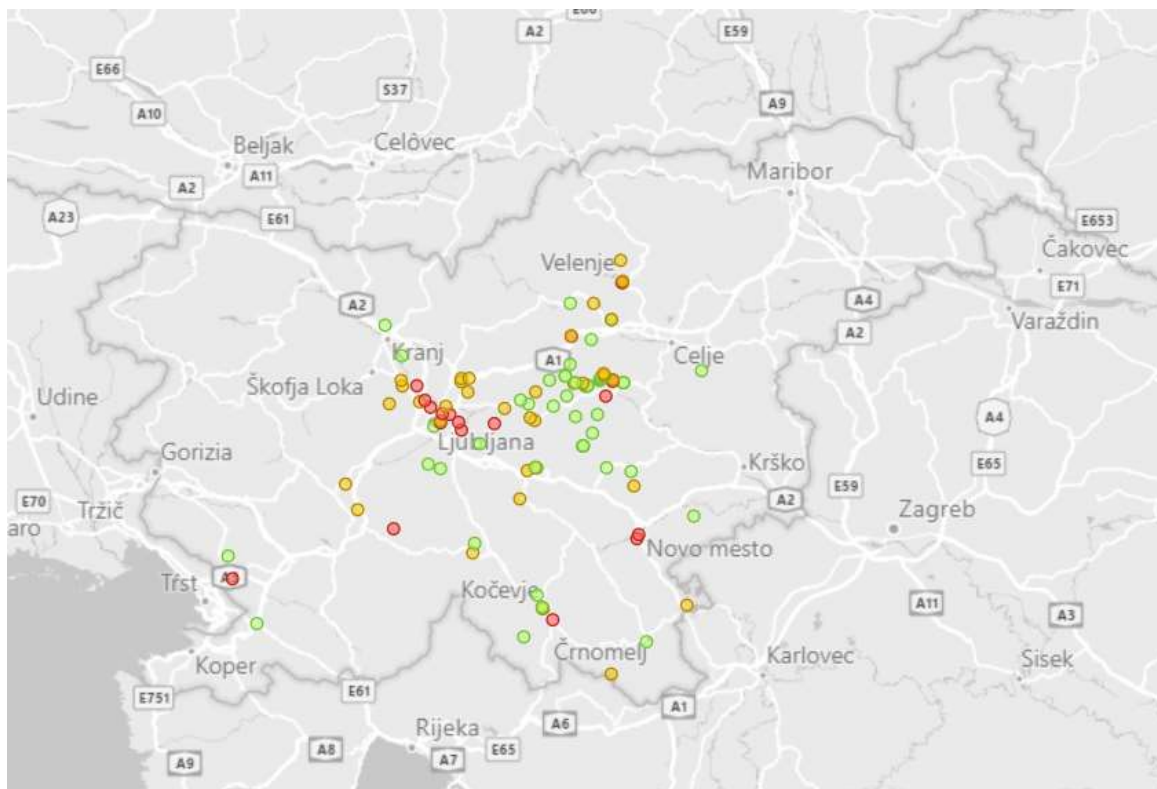 E66
A2
E59
E66
S37
A10
A9
Beljak
Celôvec
A11
A2
Maribor
A23
E61
E653
Čakovec
Velenje
E71
A2
A4
Varaždin
A2
Kranj
A1
Celje
Škofja Loka
Udine
A4
Ljubljana
Gorizia
Krško
E65
E70
A2
E59
aro
Tržič
Zagreb
Novo mesto
Tŕst
Kočevje
A11
A3
Črnomelj
Koper
Karlovec
Sisek
E751
E61
A1
Rijeka
A6
A8
E65
A9
A7